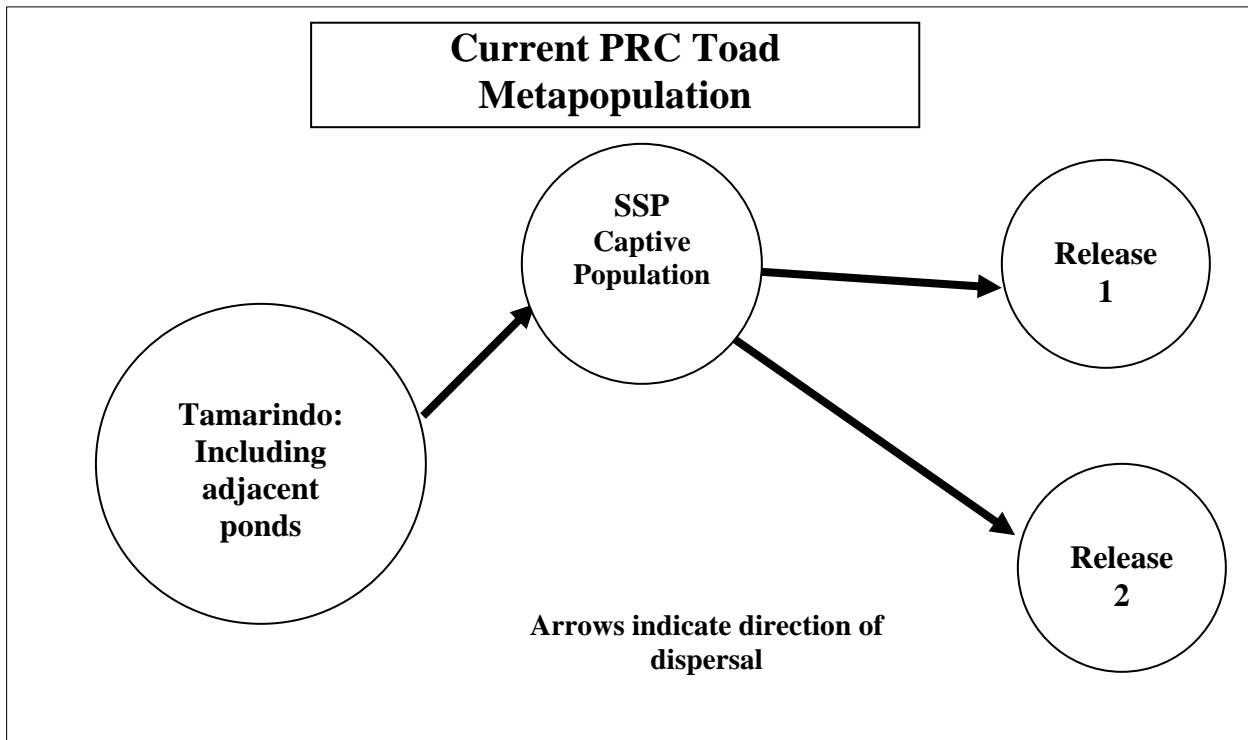 Current PRC Toad
Metapopulation
SSP
Captive
Population
Release
1
Tamarindo:
Including
adjacent
ponds
Release
2
Arrows indicate direction of
dispersal